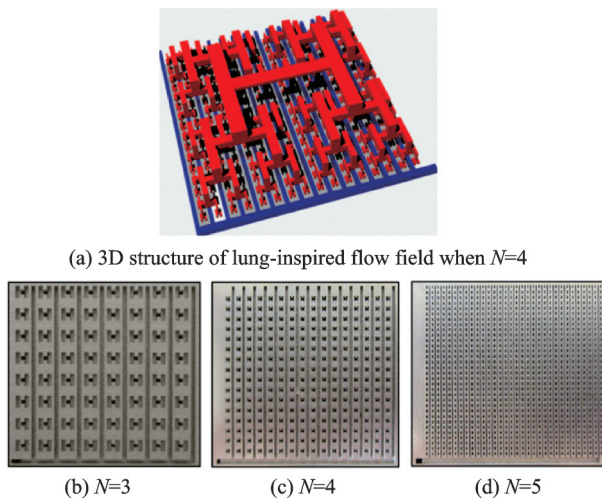 (a) 3D structure of lung-inspired flow field when N=4
(b) N=3
(c) N=4
(d) N=5